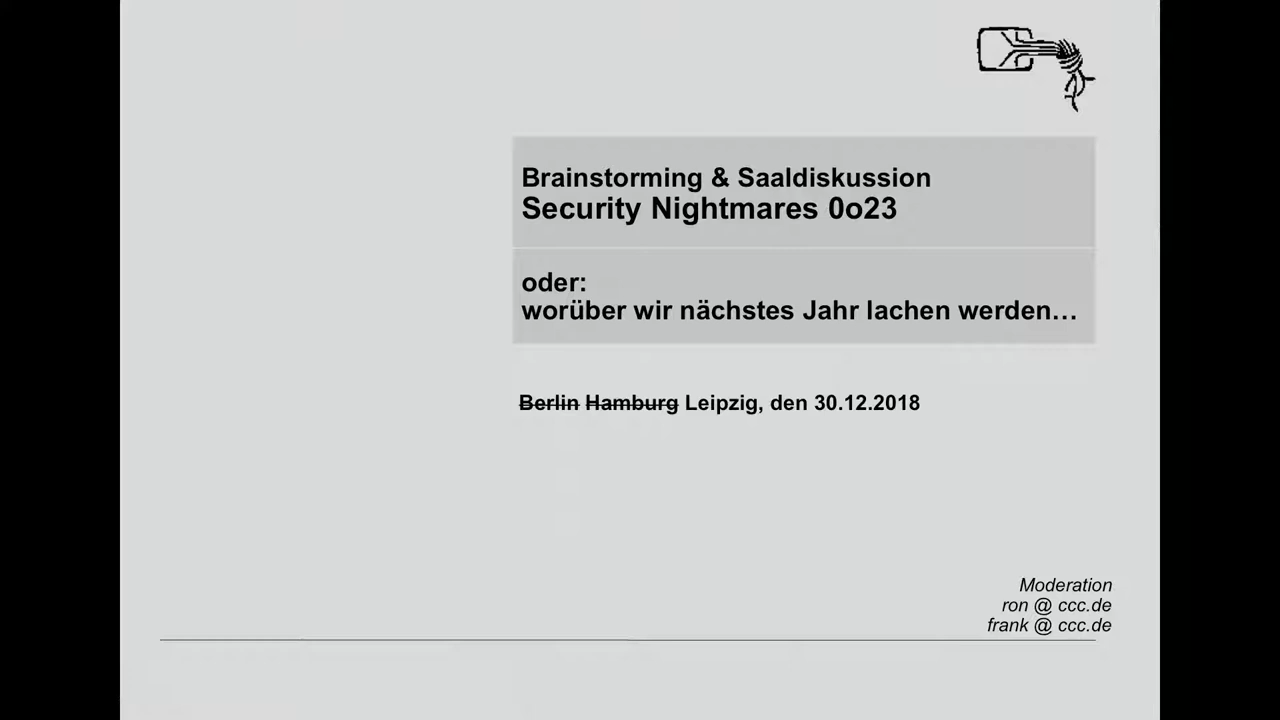 Brainstorming & Saaldiskussion
Security Nightmares 0o23
oder:
worüber wir nächstes Jahr lachen werden…
Berlin Hamburg Leipzig, den 30.12.2018
Moderation
ron @ ccc.de
frank @ ccc.de